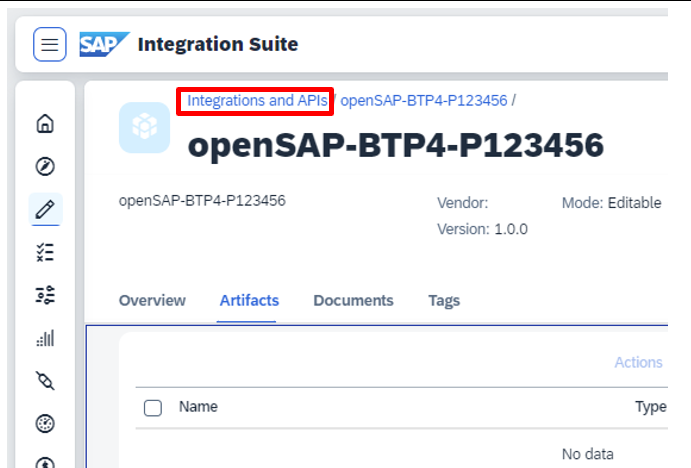 SAP Integration Suite
Integrations and APIs / openSAP-BTP4-P123456 /
openSAP-BTP4-P123456
openSAP-BTP4-P123456
Vendor:
Mode: Editable
Version: 1.0.0
Overview Artifacts Documents Tags
Actions
Name Type
No data